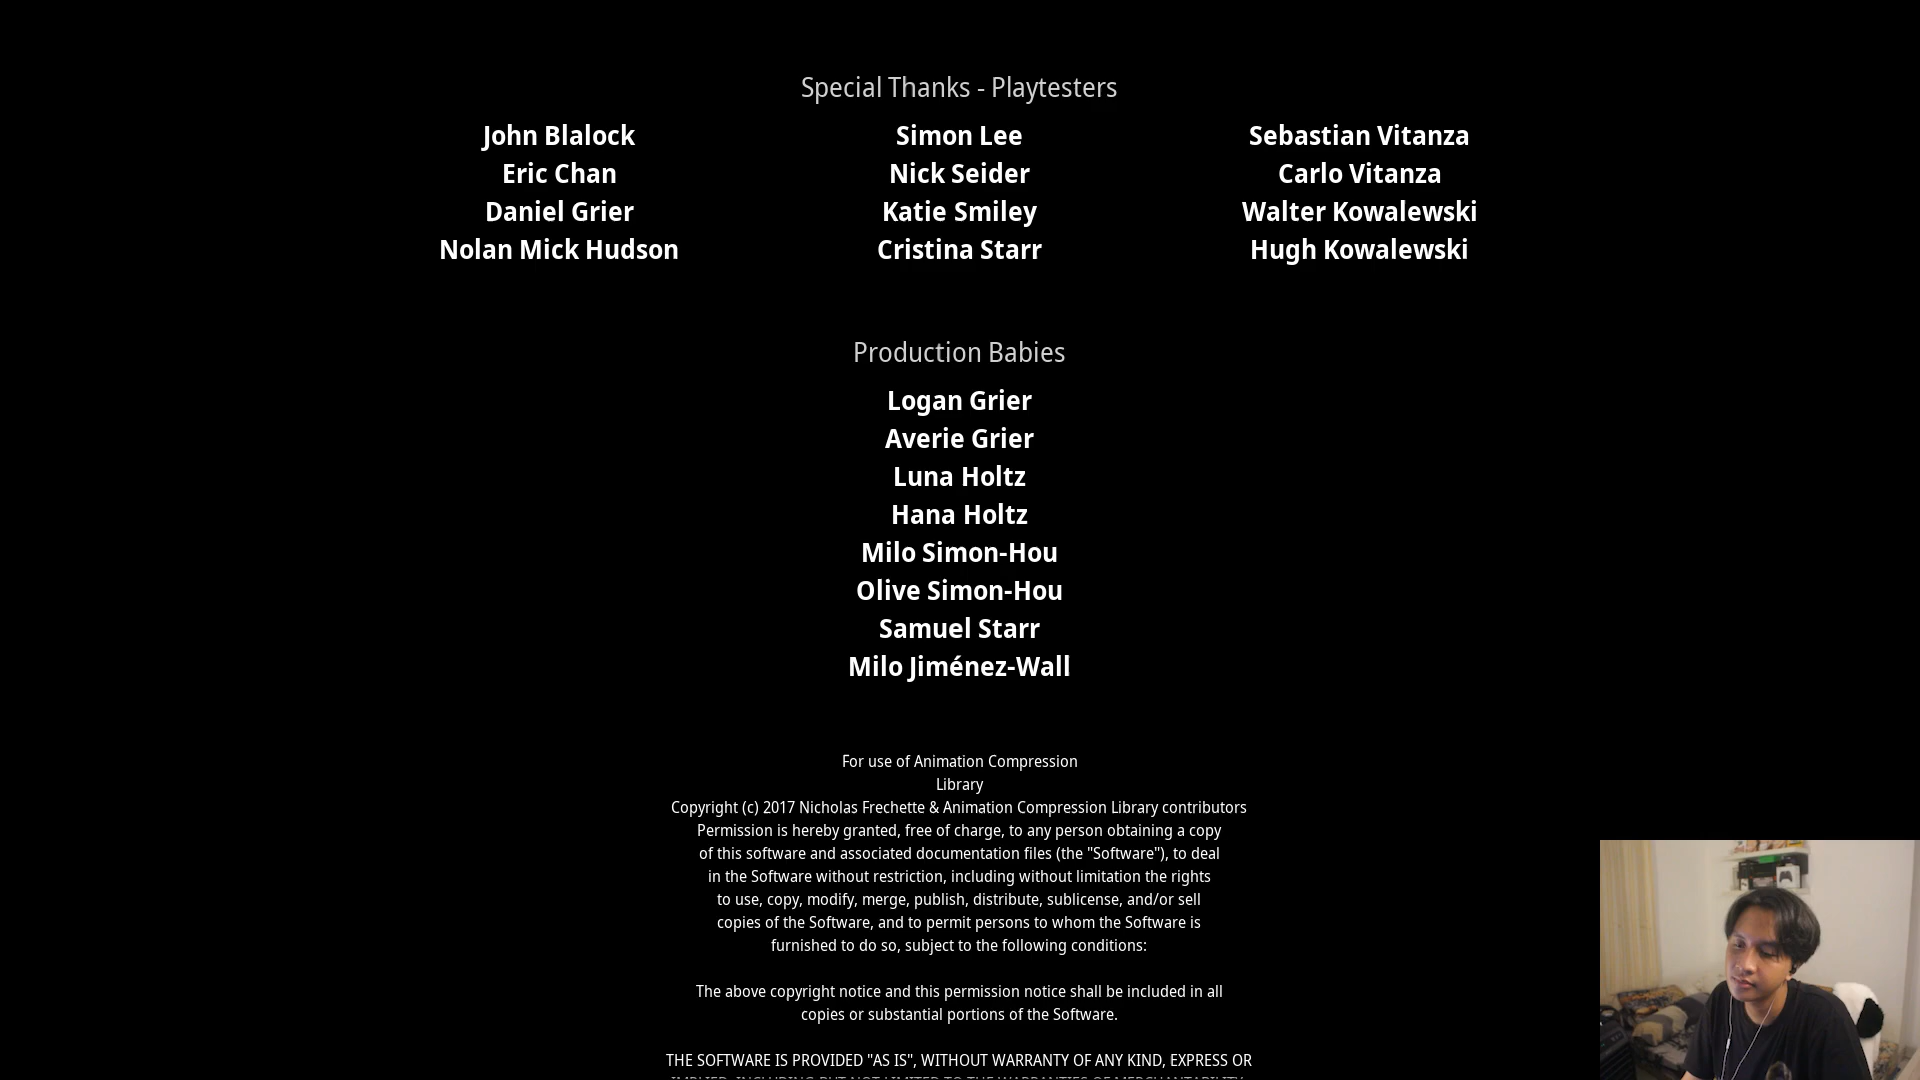 Special Thanks - Playtesters
John Blalock Simon Lee Sebastian Vitanza
Eric Chan Nick Seider Carlo Vitanza
Daniel Grier Katie Smiley Walter Kowalewski
Nolan Mick Hudson Cristina Starr Hugh Kowalewski
Production Babies
Logan Grier
Averie Grier
Luna Holtz
Hana Holtz
Milo Simon-Hou
Olive Simon-Hou
Samuel Starr
Milo Jiménez-Wall
For use of Animation Compression
Library
Copyright (c) 2017 Nicholas Frechette & Animation Compression Library contributors
Permission is hereby granted, free of charge, to any person obtaining a copy
of this software and associated documentation files (the "Software"), to deal
in the Software without restriction, including without limitation the rights
to use, copy, modify, merge, publish, distribute, sublicense, and/or sell
copies of the Software, and to permit persons to whom the Software is
furnished to do so, subject to the following conditions:
The above copyright notice and this permission notice shall be included in all
copies or substantial portions of the Software.
THE SOFTWARE IS PROVIDED "AS IS", WITHOUT WARRANTY OF ANY KIND, EXPRESS OR